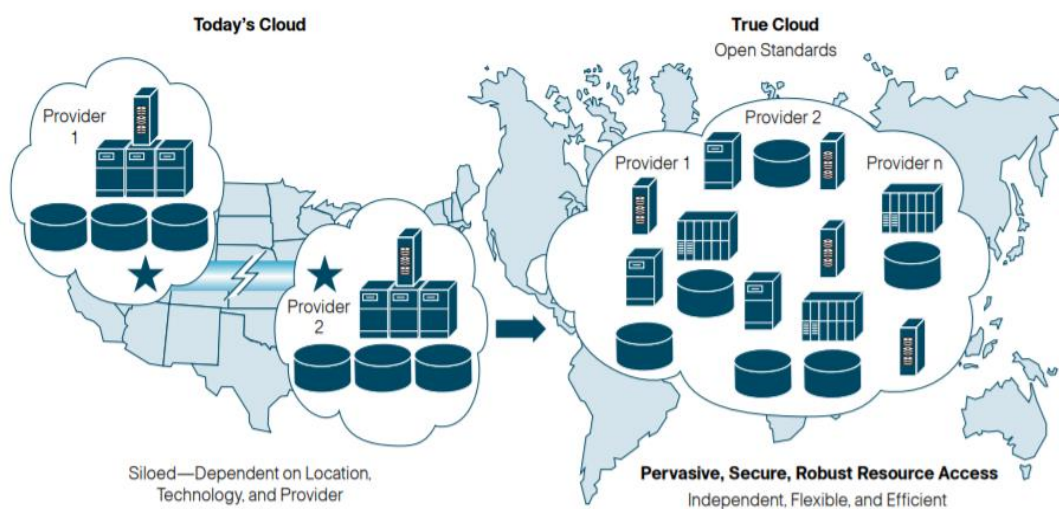 Today's Cloud
Provider
1
Provider
2
Siloed—Dependent on Location,
Technology, and Provider
True Cloud
Open Standards
Provider 2
Provider 1
Provider n
Pervasive, Secure, Robust Resource Access
Independent, Flexible, and Efficient